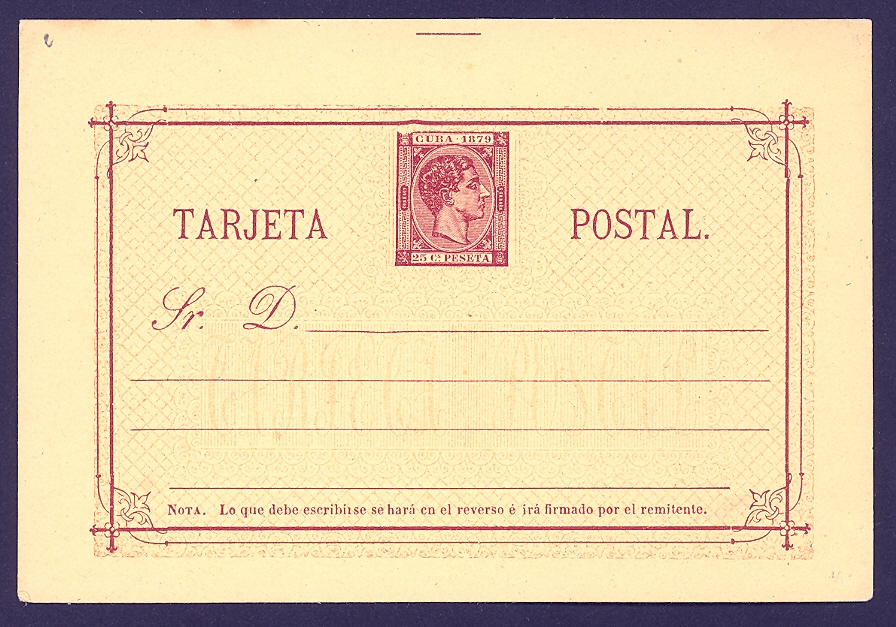 CUBA · 1879
25 Cs PESETA
TARJETA POSTAL.
Sr. D.
NOTA. Lo que debe escribirse se hará en el reverso é irá firmado por el remitente.